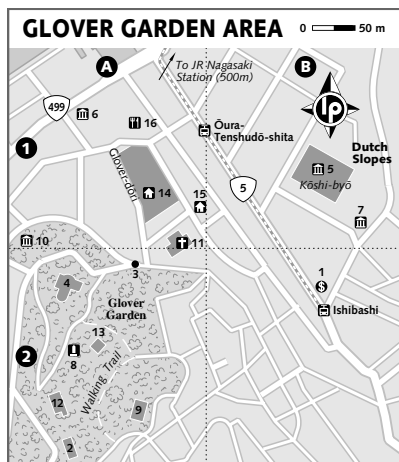 GLOVER GARDEN AREA
0 50 m
A
B
To JR Nagasaki
Station (500m)
499
6
16
Ōura-
Tenshudō-shita
lp
1
Dutch
Slopes
5
Kōshi-byō
Glover-dōri
14
15
5
7
10
11
3
4
1
$
Glover
Garden
Ishibashi
13
2
8
Walking Trail
12
9
2